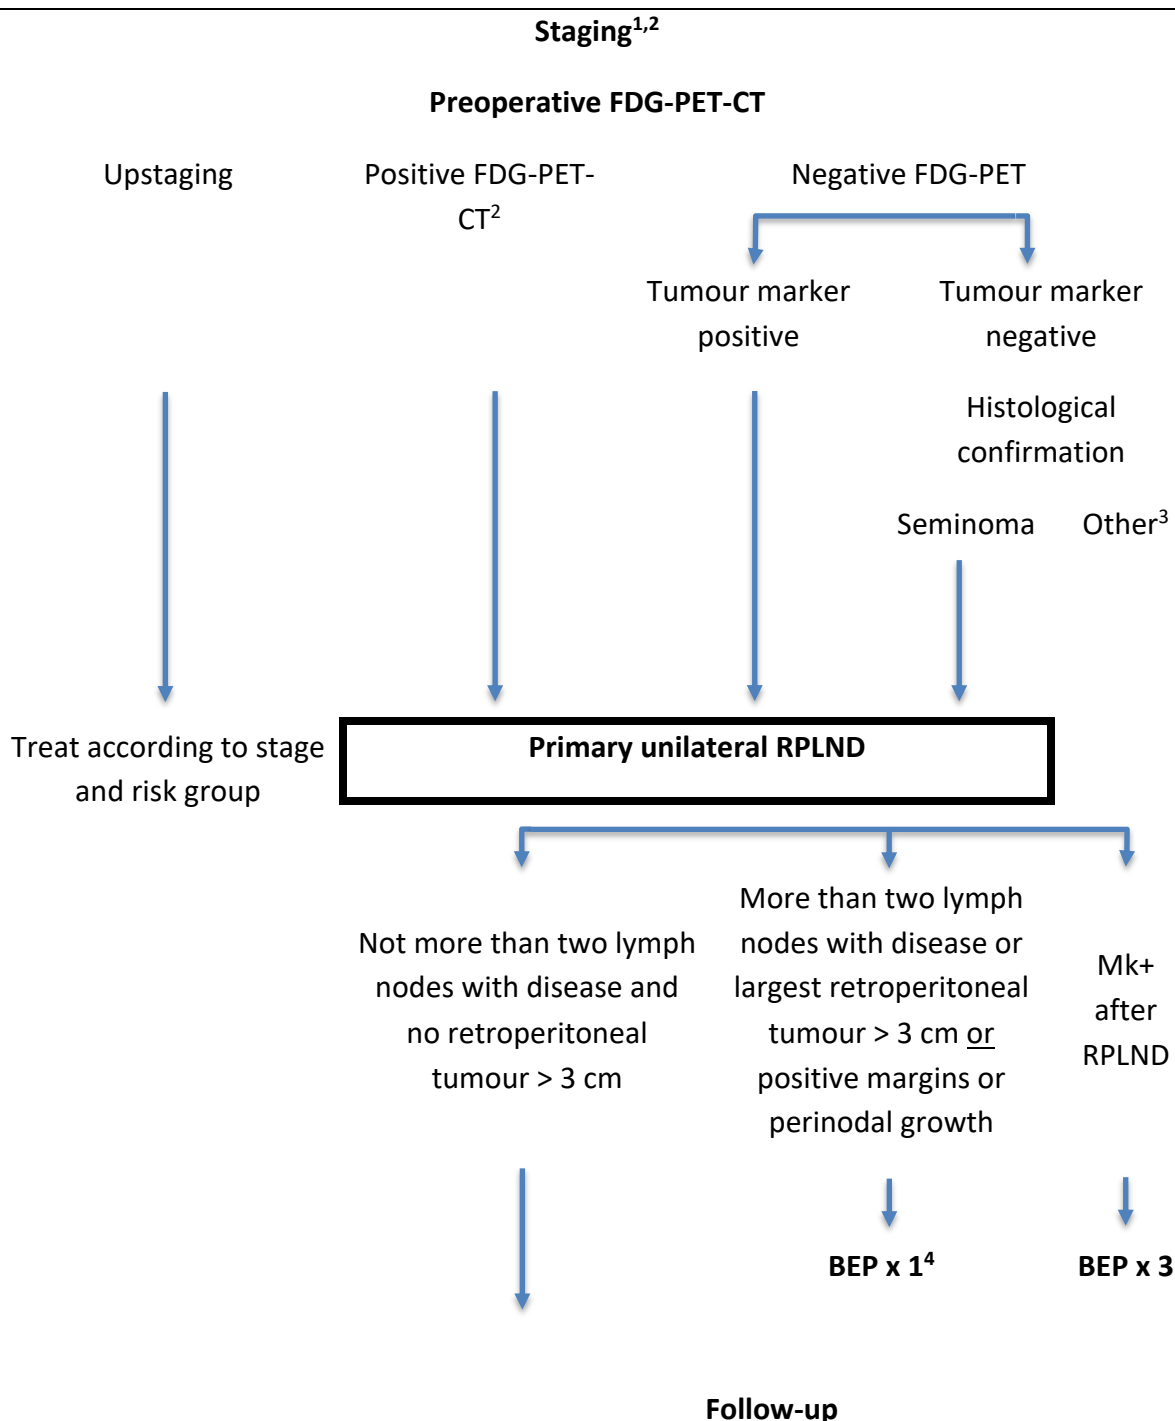 Staging1,2
Preoperative FDG-PET-CT
Upstaging
Positive FDG-PET-
CT2
Negative FDG-PET
Tumour marker
positive
Tumour marker
negative
Histological
confirmation
Seminoma
Other3
Treat according to stage
and risk group
Primary unilateral RPLND
Not more than two lymph
nodes with disease and
no retroperitoneal
tumour > 3 cm
More than two lymph
nodes with disease or
largest retroperitoneal
tumour > 3 cm or
positive margins or
perinodal growth
Mk+
after
RPLND
BEP x 14
BEP x 3
Follow-up